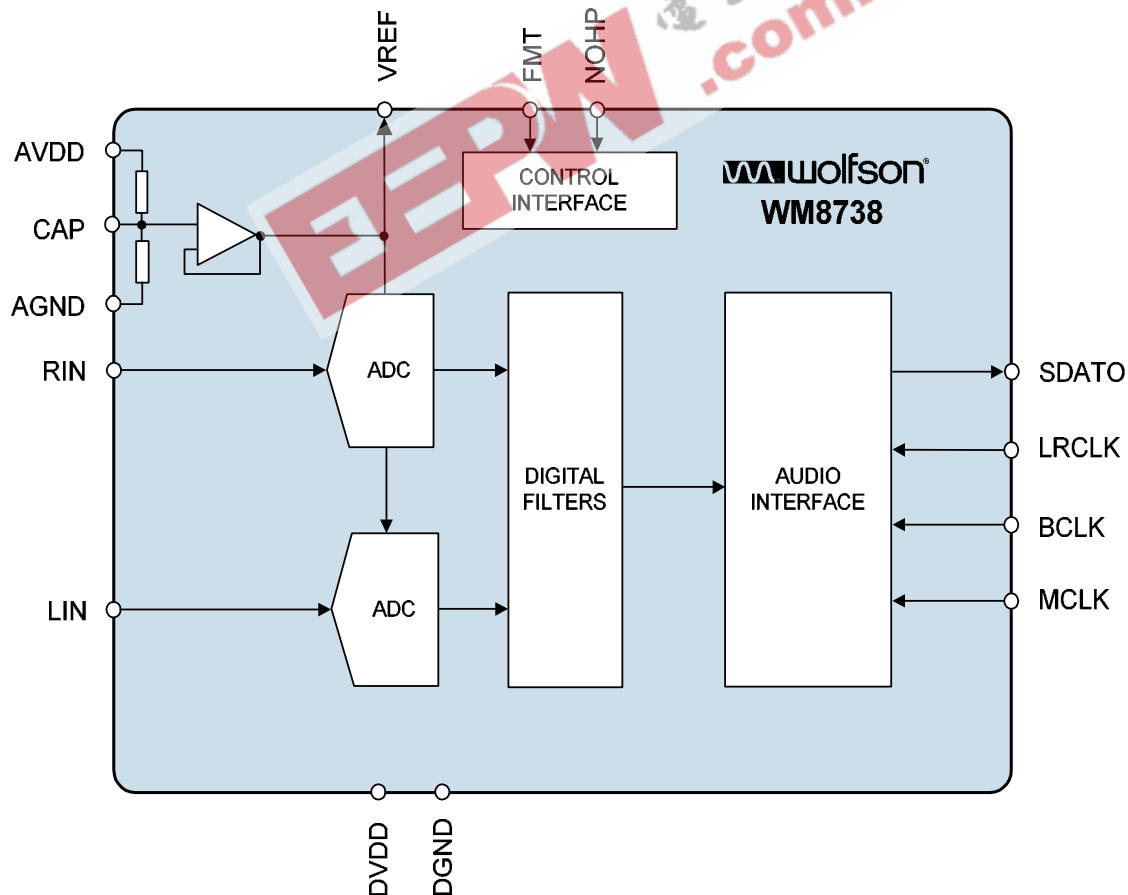 VREF
FMT
NOHP
.com
EEPW
AVDD
CAP
AGND
RIN
LIN
CONTROL
INTERFACE
wolfson®
WM8738
ADC
ADC
DIGITAL
FILTERS
AUDIO
INTERFACE
SDATO
LRCLK
BCLK
MCLK
DVDD
DGND